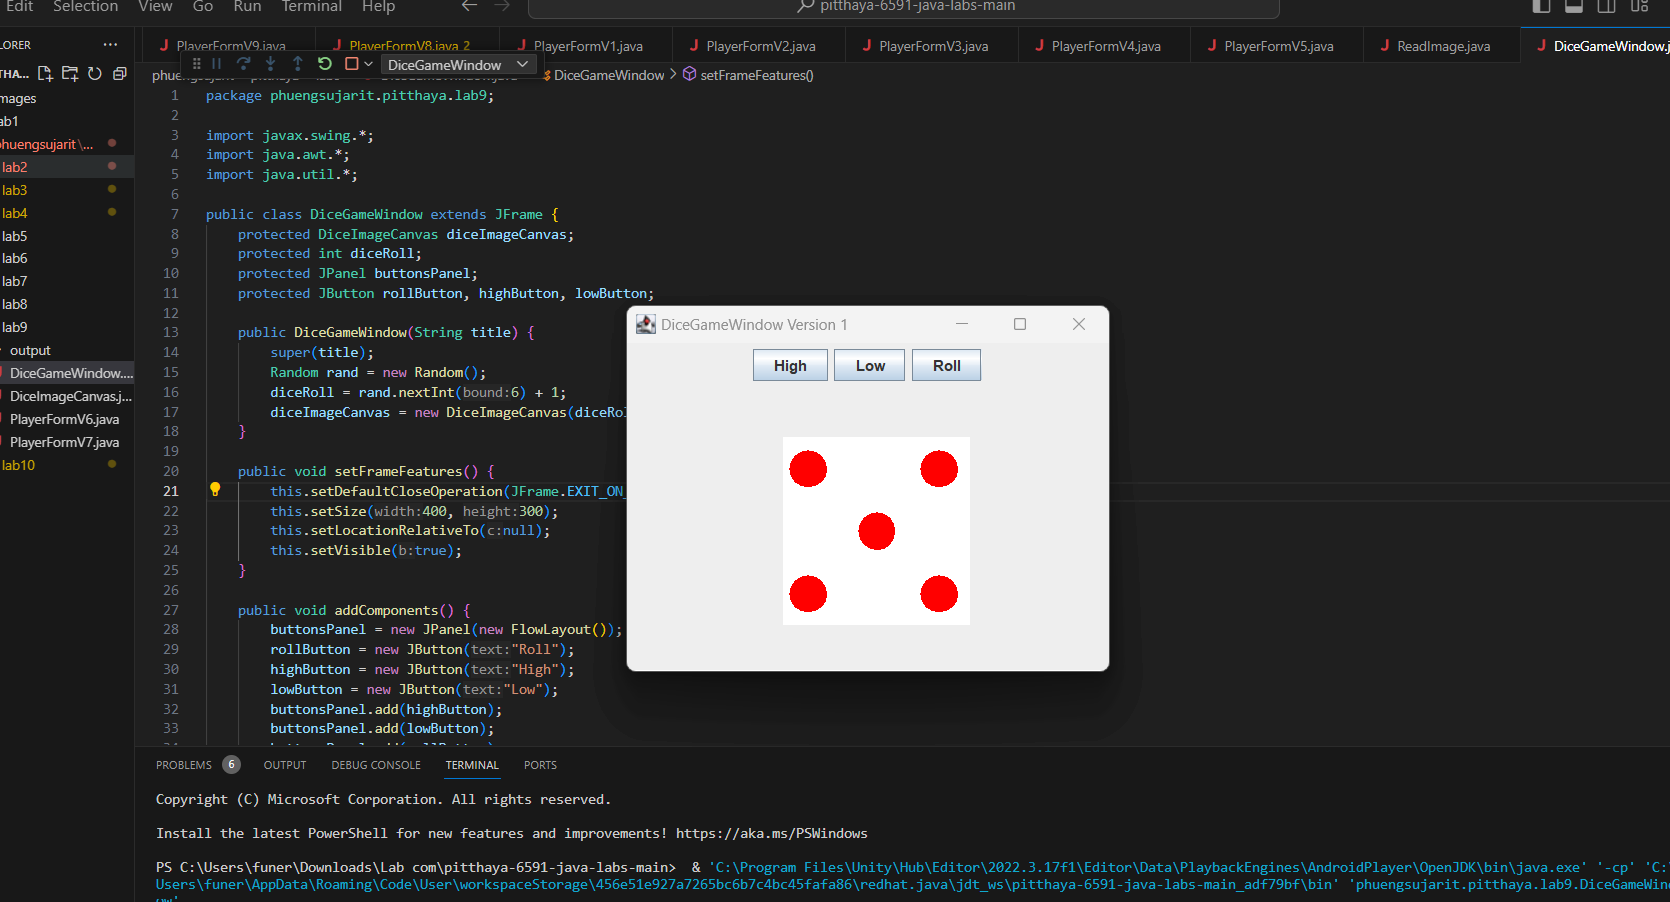 Edit Selection View Go Run Terminal Help
pitthaya-6591-java-labs-main
PlayerFormV9.java
PlayerFormV8.java 2
PlayerFormV1.java
PlayerFormV2.java
PlayerFormV3.java
PlayerFormV4.java
PlayerFormV5.java
ReadImage.java
DiceGameWindow.j
DiceGameWindow
DiceGameWindow > setFrameFeatures()
LORER
THA...
mages
ab1
phuengsujarit\...
lab2
lab3
lab4
lab5
lab6
lab7
lab8
lab9
output
DiceGameWindow....
DiceImageCanvas.j...
PlayerFormV6.java
PlayerFormV7.java
lab10
1 package phuengsujarit.pitthaya.lab9;
2
3 import javax.swing.*;
4 import java.awt.*;
5 import java.util.*;
6
7 public class DiceGameWindow extends JFrame {
8 protected DiceImageCanvas diceImageCanvas;
9 protected int diceRoll;
10 protected JPanel buttonsPanel;
11 protected JButton rollButton, highButton, lowButton;
12
13 public DiceGameWindow(String title) {
14 super(title);
15 Random rand = new Random();
16 diceRoll = rand.nextInt(bound:6) + 1;
17 diceImageCanvas = new DiceImageCanvas(diceRol
18 }
19
20 public void setFrameFeatures() {
21 this.setDefaultCloseOperation(JFrame.EXIT_ON_
22 this.setSize(width:400, height:300);
23 this.setLocationRelativeTo(c:null);
24 this.setVisible(b:true);
25 }
26
27 public void addComponents() {
28 buttonsPanel = new JPanel(new FlowLayout());
29 rollButton = new JButton(text:"Roll");
30 highButton = new JButton(text:"High");
31 lowButton = new JButton(text:"Low");
32 buttonsPanel.add(highButton);
33 buttonsPanel.add(lowButton);
DiceGameWindow Version 1
High Low Roll
PROBLEMS 6 OUTPUT DEBUG CONSOLE TERMINAL PORTS
Copyright (C) Microsoft Corporation. All rights reserved.
Install the latest PowerShell for new features and improvements! https://aka.ms/PSWindows
PS C:\Users\funer\Downloads\Lab com\pitthaya-6591-java-labs-main> & 'C:\Program Files\Unity\Hub\Editor\2022.3.17f1\Editor\Data\PlaybackEngines\AndroidPlayer\OpenJDK\bin\java.exe' '-cp' 'C:
Users\funer\AppData\Roaming\Code\User\workspaceStorage\456e51e927a7265bc6b7c4bc45fafa86\redhat.java\jdt_ws\pitthaya-6591-java-labs-main_adf79bf\bin' 'phuengsujarit.pitthaya.lab9.DiceGameWin